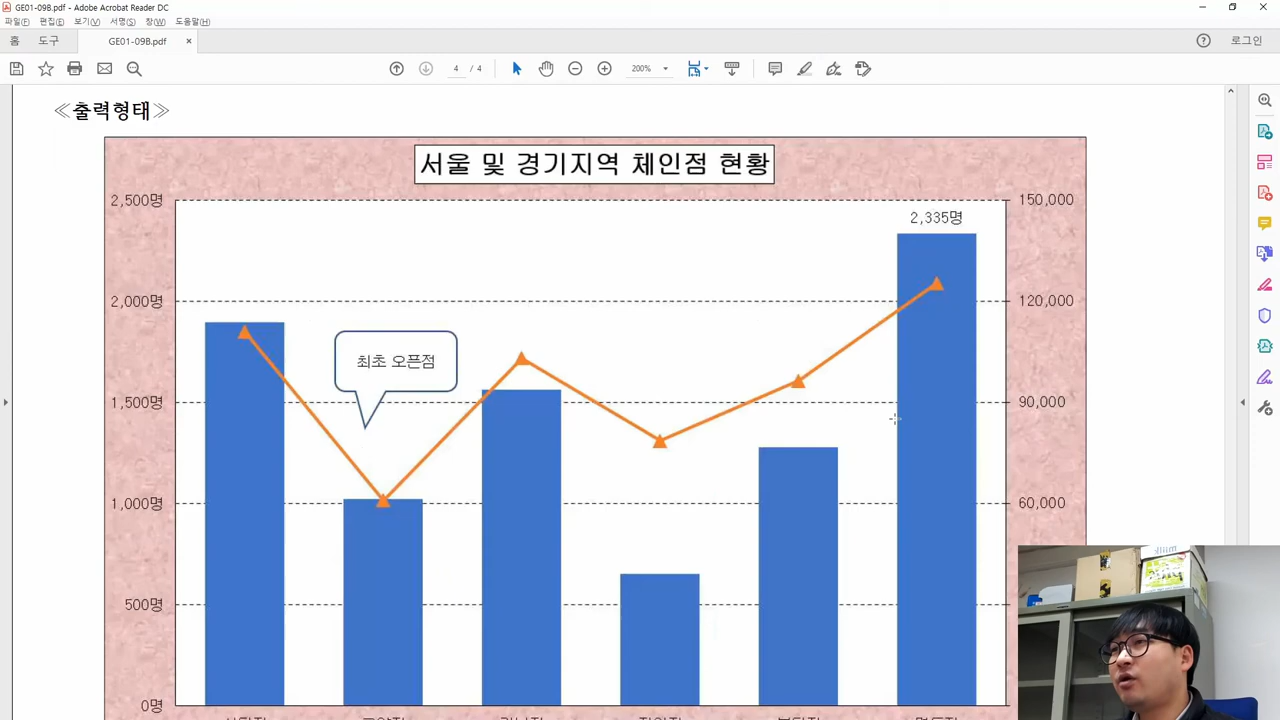 GE01-09B.pdf - Adobe Acrobat Reader DC
파일(F) 편집(E) 보기(V) 서명(S) 창(W) 도움말(H)
홈 도구 GE01-09B.pdf × 로그인
4 / 4 200%
≪출력형태≫
서울 및 경기지역 체인점 현황
2,500명 150,000
2,335명
2,000명 120,000
최초 오픈점
1,500명 90,000
1,000명 60,000
500명
0명